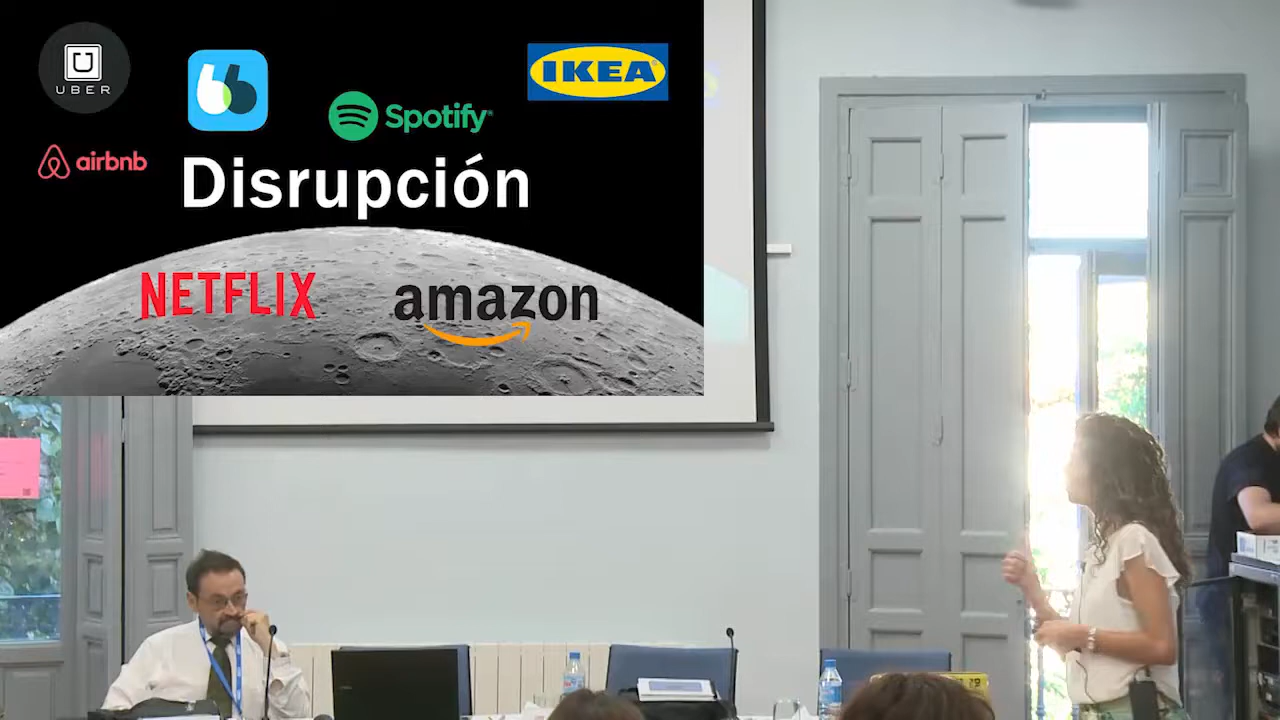 UBER
IKEA
Spotify
airbnb
Disrupción
NETFLIX
amazon